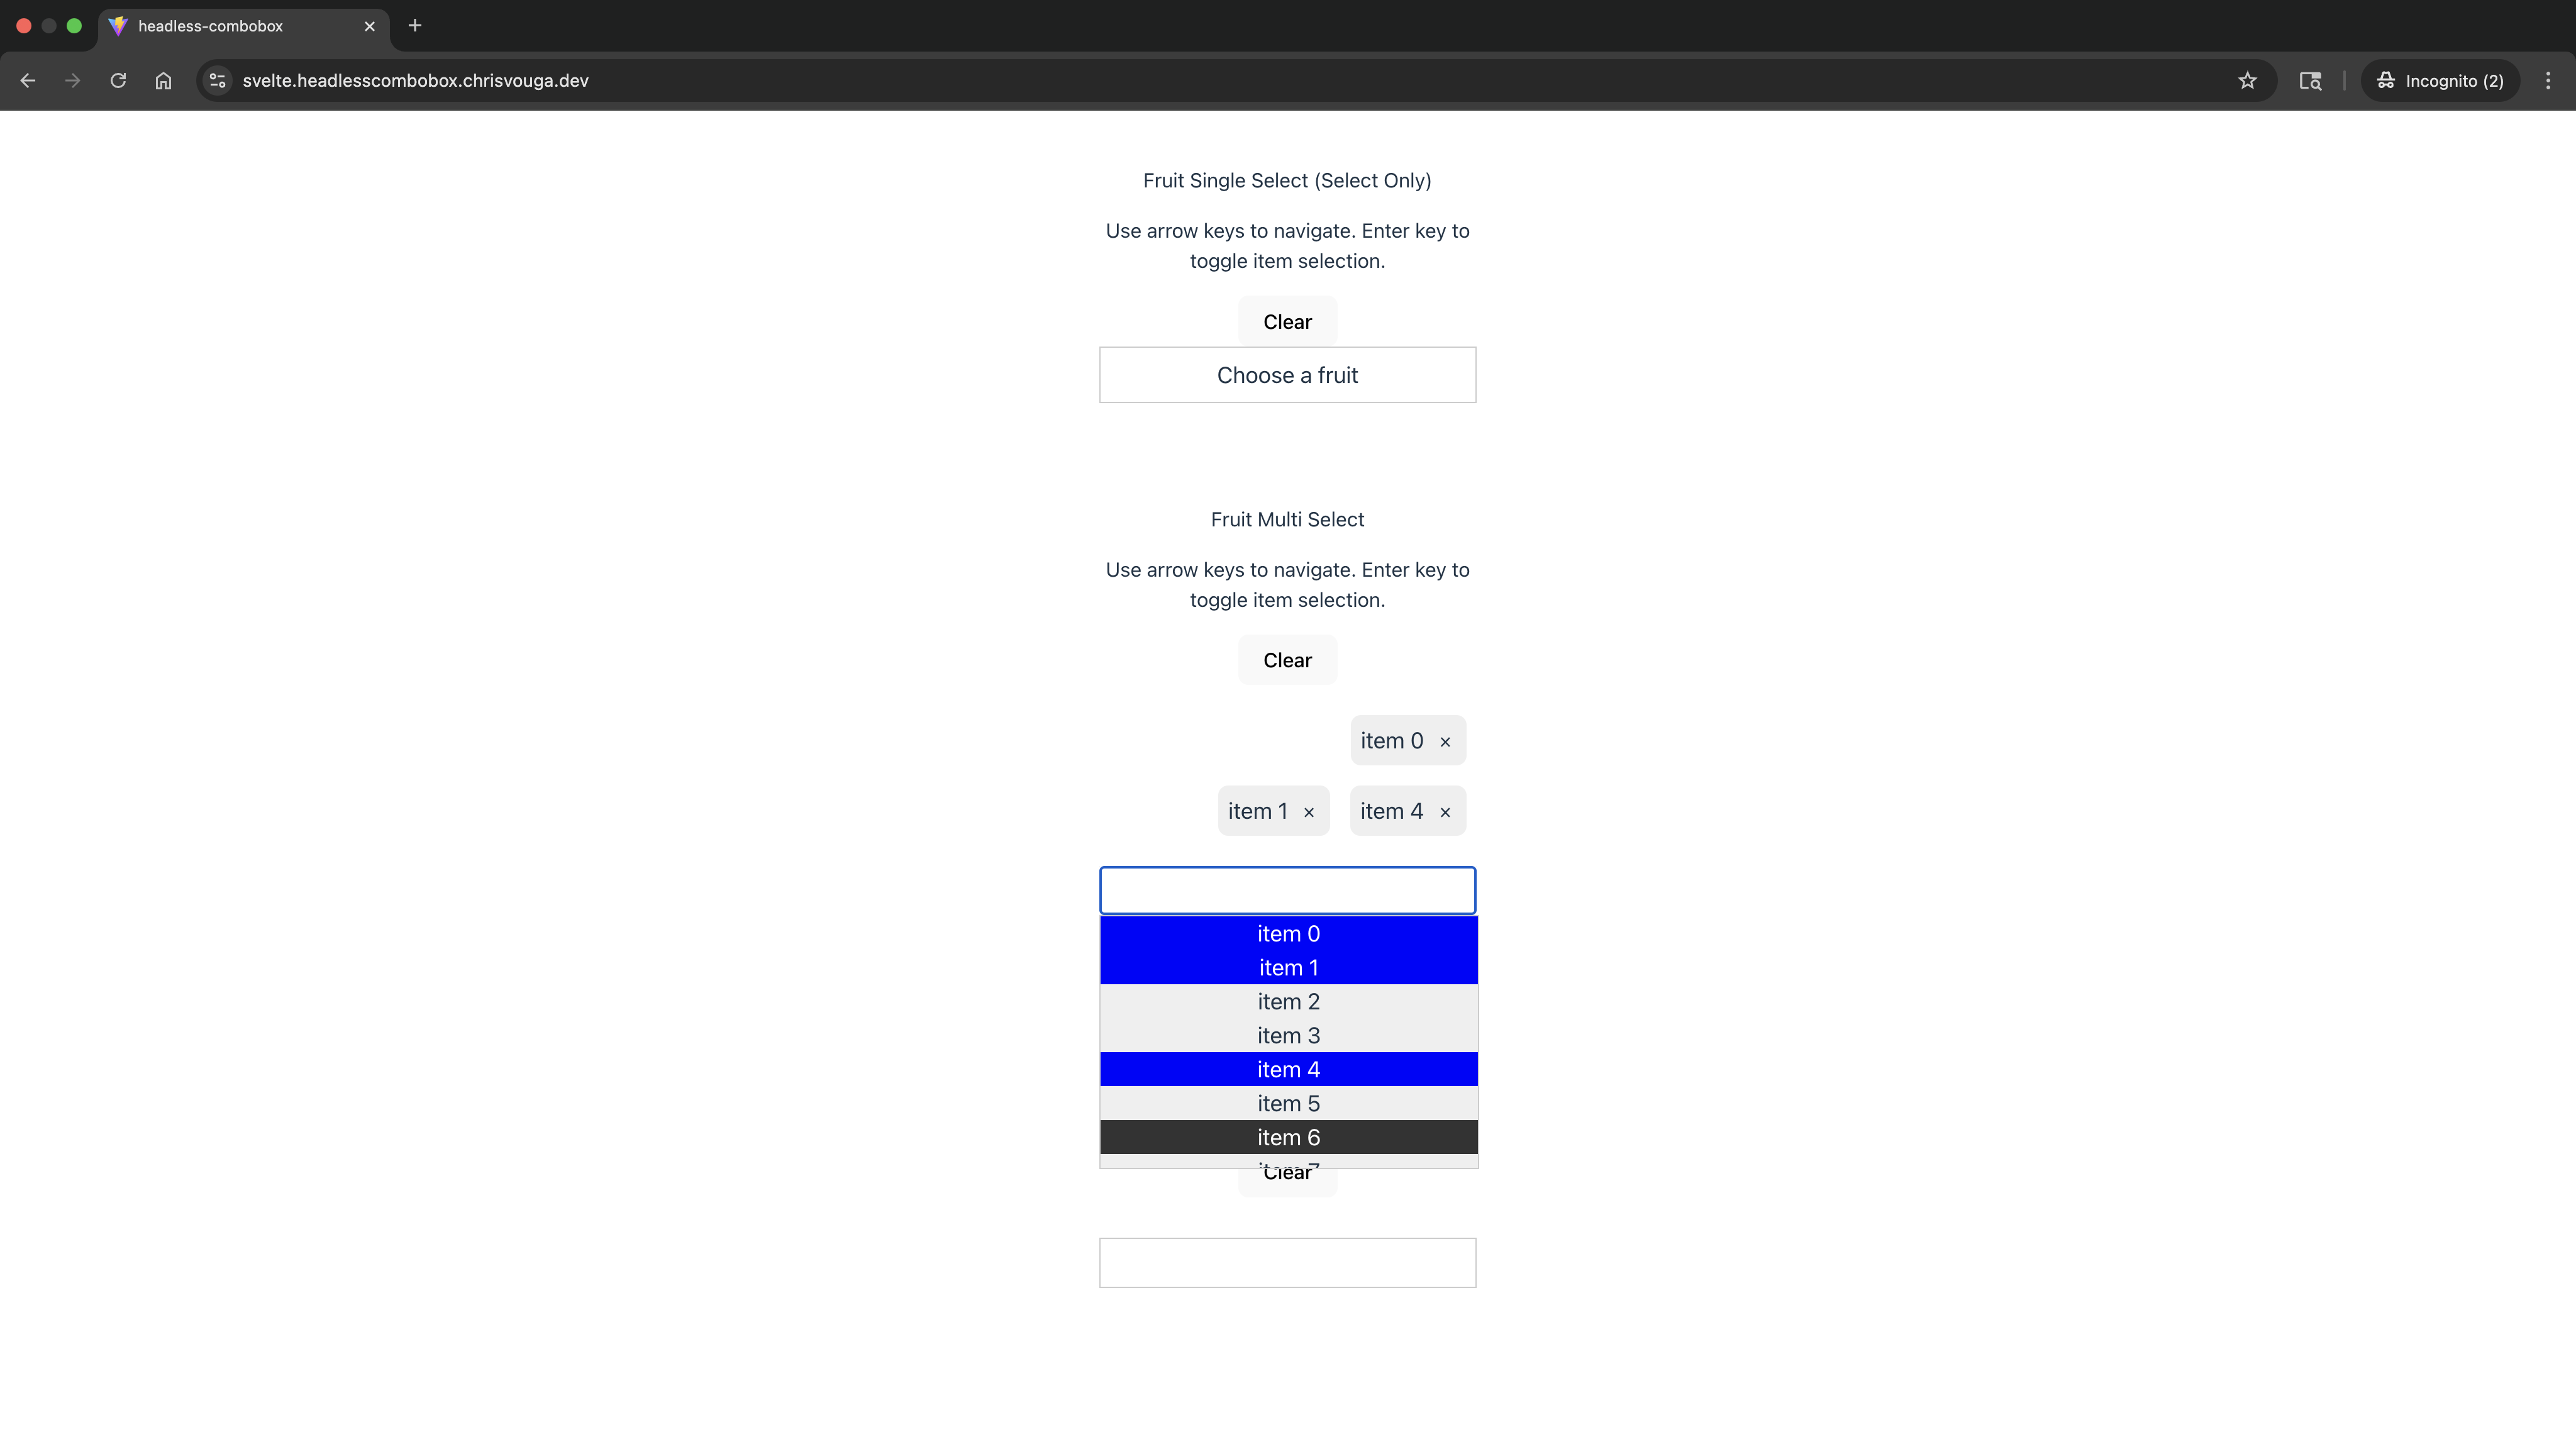 headless-combobox
svelte.headlesscombobox.chrisvouga.dev
Incognito (2)
Fruit Single Select (Select Only)
Use arrow keys to navigate. Enter key to
toggle item selection.
Clear
Choose a fruit
Fruit Multi Select
Use arrow keys to navigate. Enter key to
toggle item selection.
Clear
item 0 ×
item 1 × item 4 ×
item 0
item 1
item 2
item 3
item 4
item 5
item 6
item 7
Clear